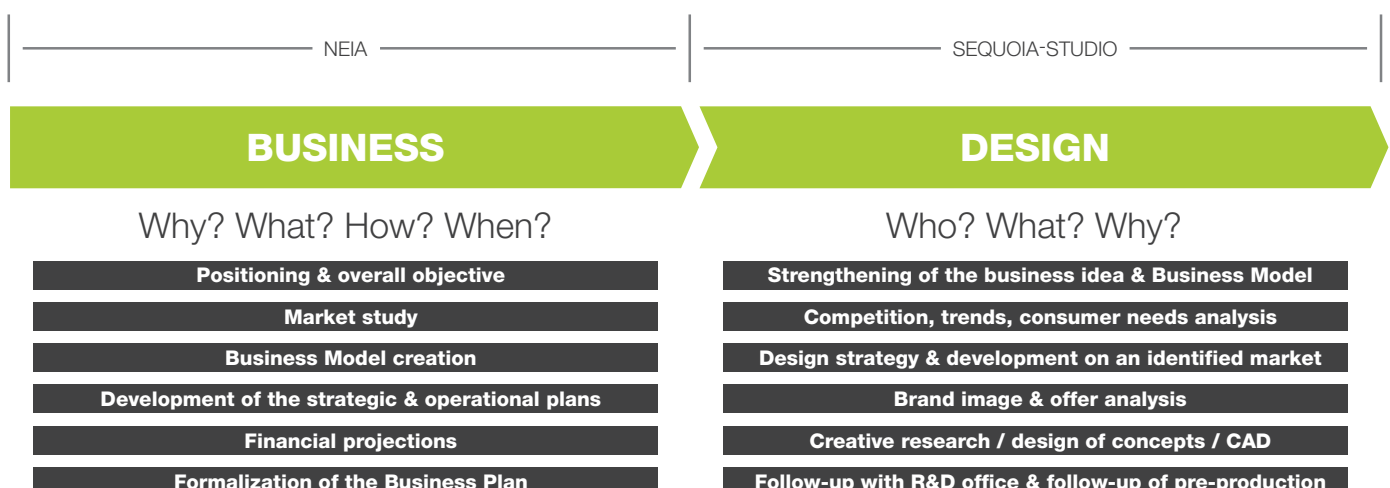 NEIA
SEQUOIA-STUDIO
BUSINESS
DESIGN
Why? What? How? When?
Who? What? Why?
Positioning & overall objective
Strengthening of the business idea & Business Model
Market study
Competition, trends, consumer needs analysis
Business Model creation
Design strategy & development on an identified market
Development of the strategic & operational plans
Brand image & offer analysis
Financial projections
Creative research / design of concepts / CAD
Formalization of the Business Plan
Follow-up with R&D office & follow-up of pre-production